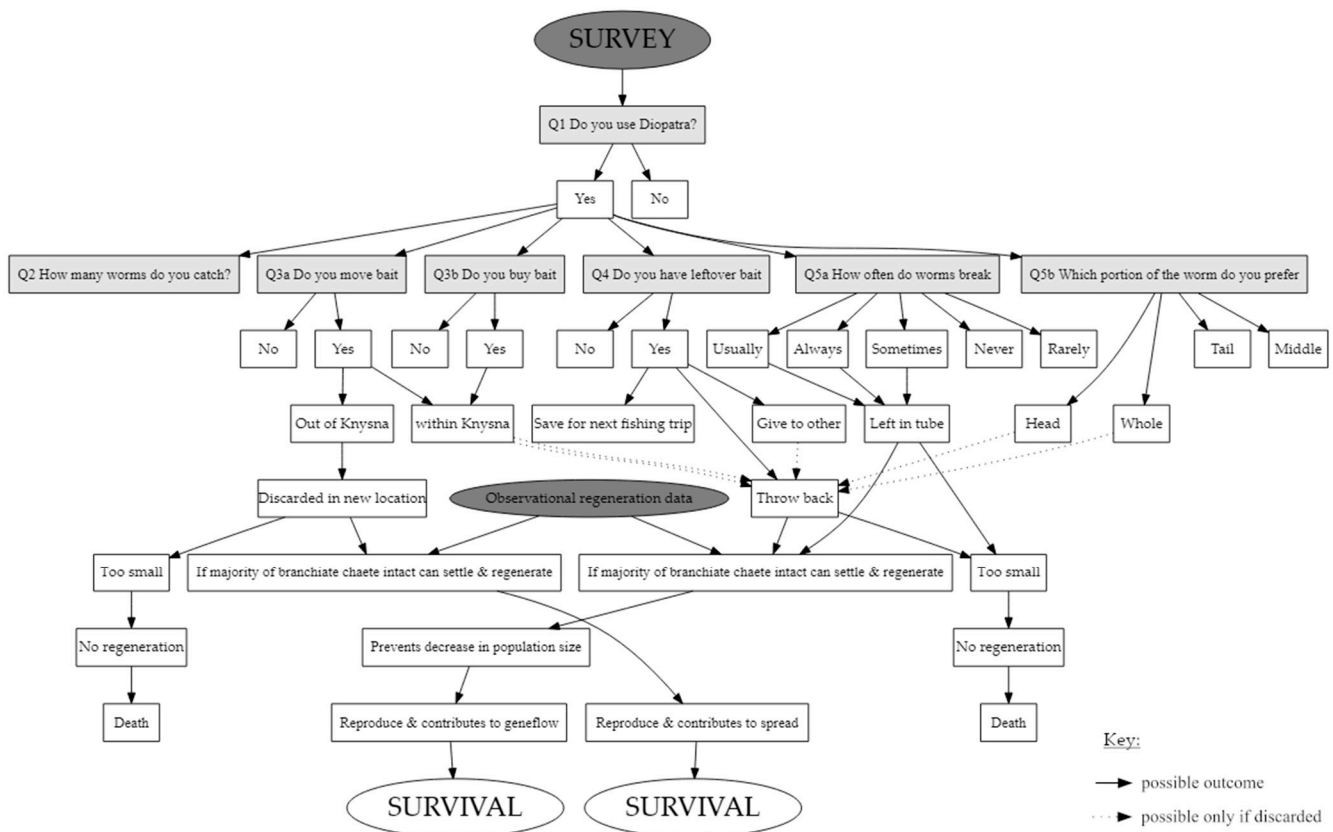 SURVEY
Q1 Do you use Diopatra?
Yes
No
Q2 How many worms do you catch?
Q3a Do you move bait
Q3b Do you buy bait
Q4 Do you have leftover bait
Q5a How often do worms break
Q5b Which portion of the worm do you prefer
No
Yes
No
Yes
No
Yes
Usually
Always
Sometimes
Never
Rarely
Tail
Middle
Out of Knysna
within Knysna
Save for next fishing trip
Give to other
Left in tube
Head
Whole
Discarded in new location
Observational regeneration data
Throw back
Too small
If majority of branchiate chaete intact can settle & regenerate
If majority of branchiate chaete intact can settle & regenerate
Too small
No regeneration
Prevents decrease in population size
No regeneration
Death
Reproduce & contributes to geneflow
Reproduce & contributes to spread
Death
SURVIVAL
SURVIVAL
Key:
possible outcome
possible only if discarded